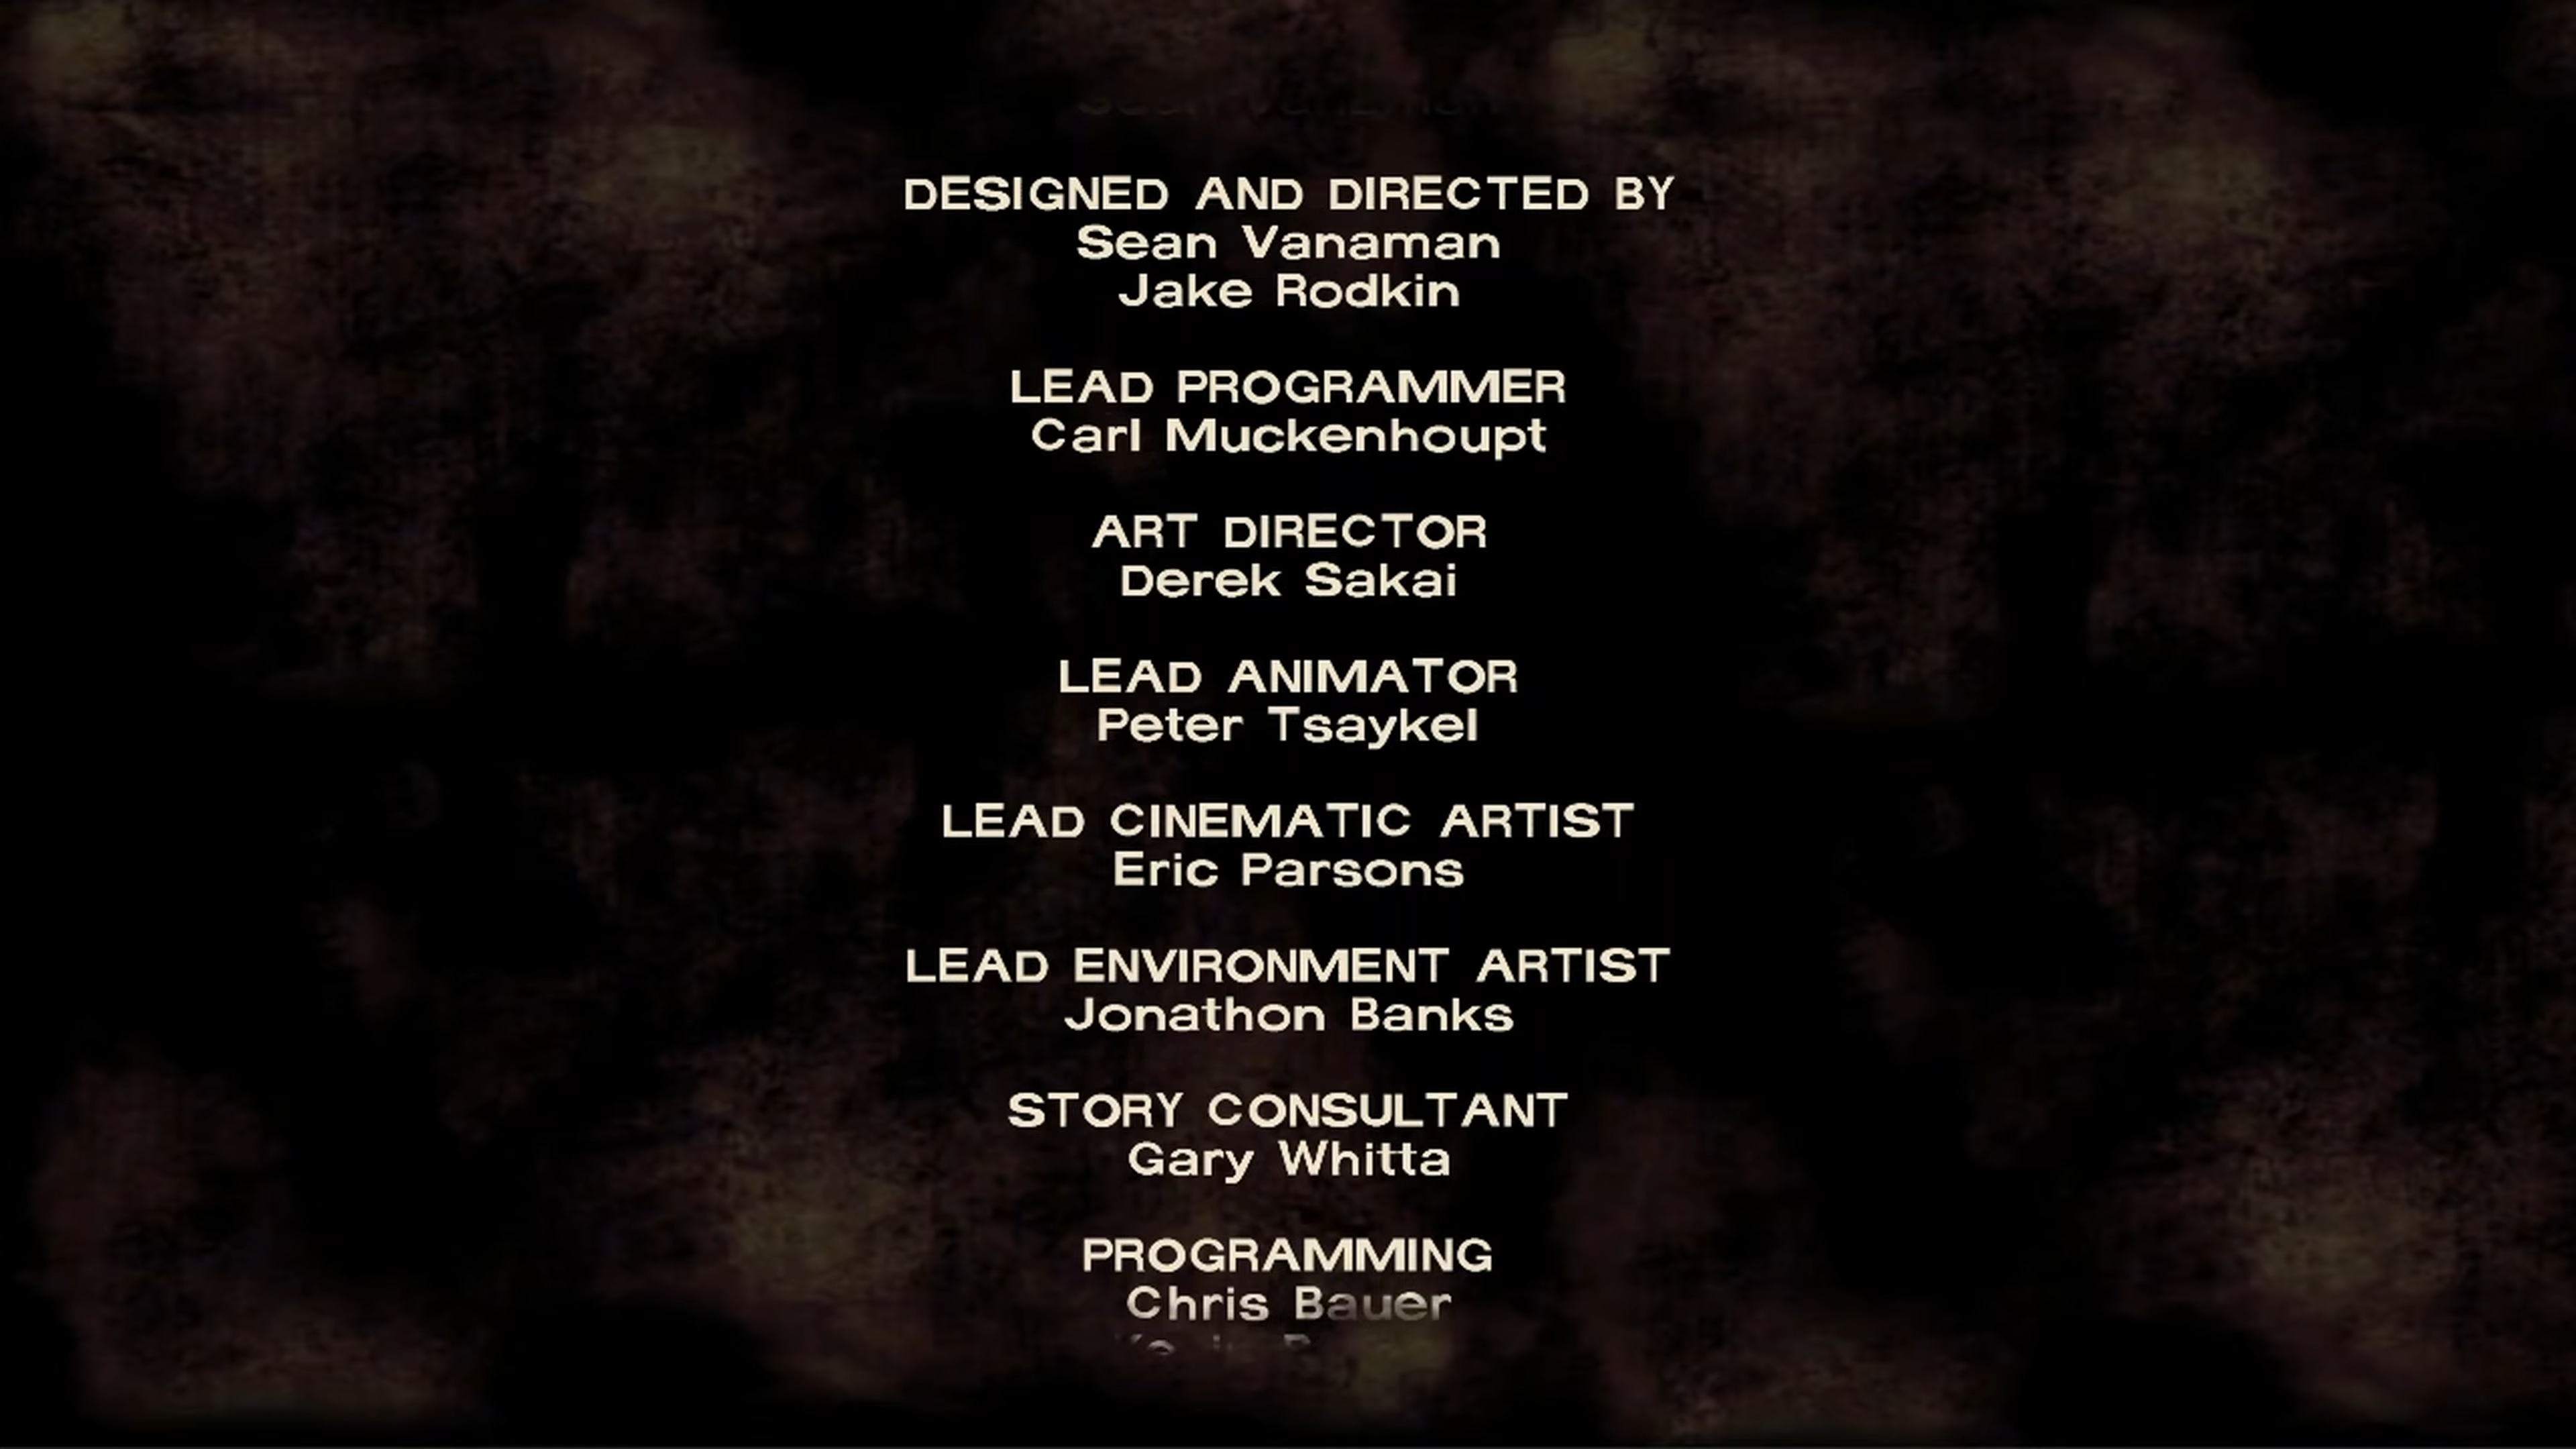 DESIGNED AND DIRECTED BY
Sean Vanaman
Jake Rodkin
LEAD PROGRAMMER
Carl Muckenhoupt
ART DIRECTOR
Derek Sakai
LEAD ANIMATOR
Peter Tsaykel
LEAD CINEMATIC ARTIST
Eric Parsons
LEAD ENVIRONMENT ARTIST
Jonathon Banks
STORY CONSULTANT
Gary Whitta
PROGRAMMING
Chris Bauer